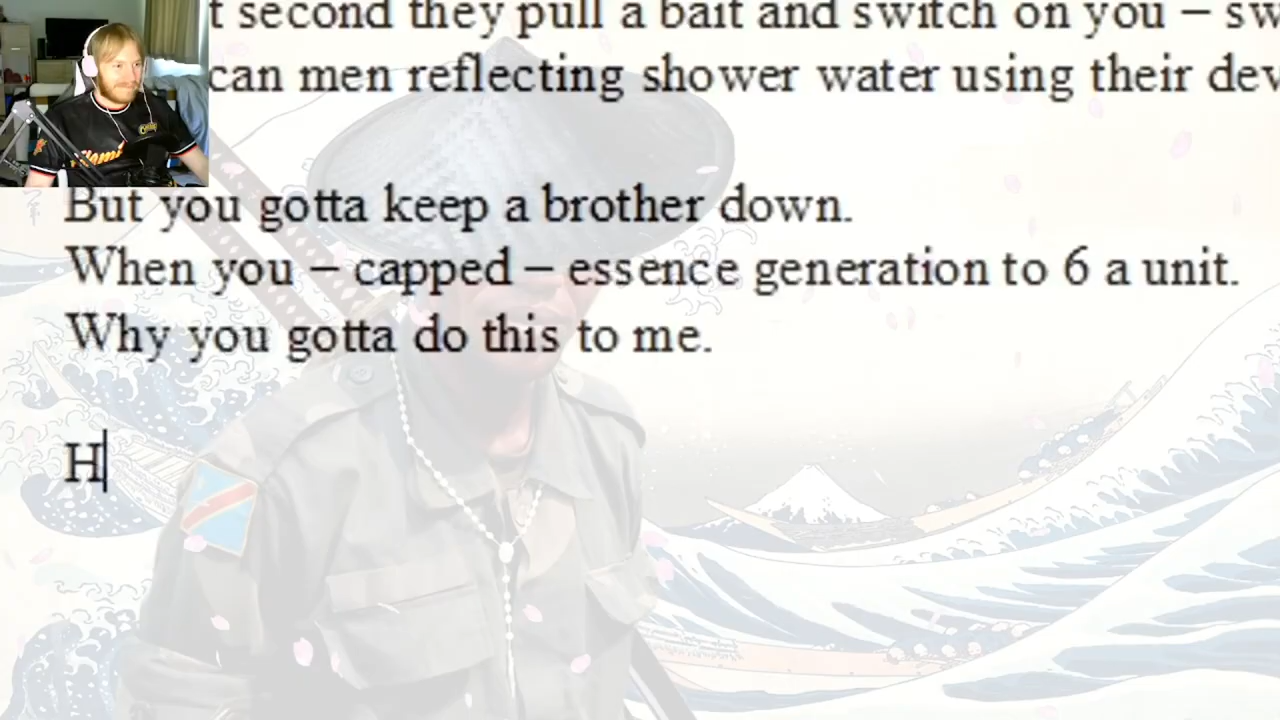 t second they pull a bait and switch on you – sw
can men reflecting shower water using their dev
But you gotta keep a brother down.
When you – capped – essence generation to 6 a unit.
Why you gotta do this to me.
H